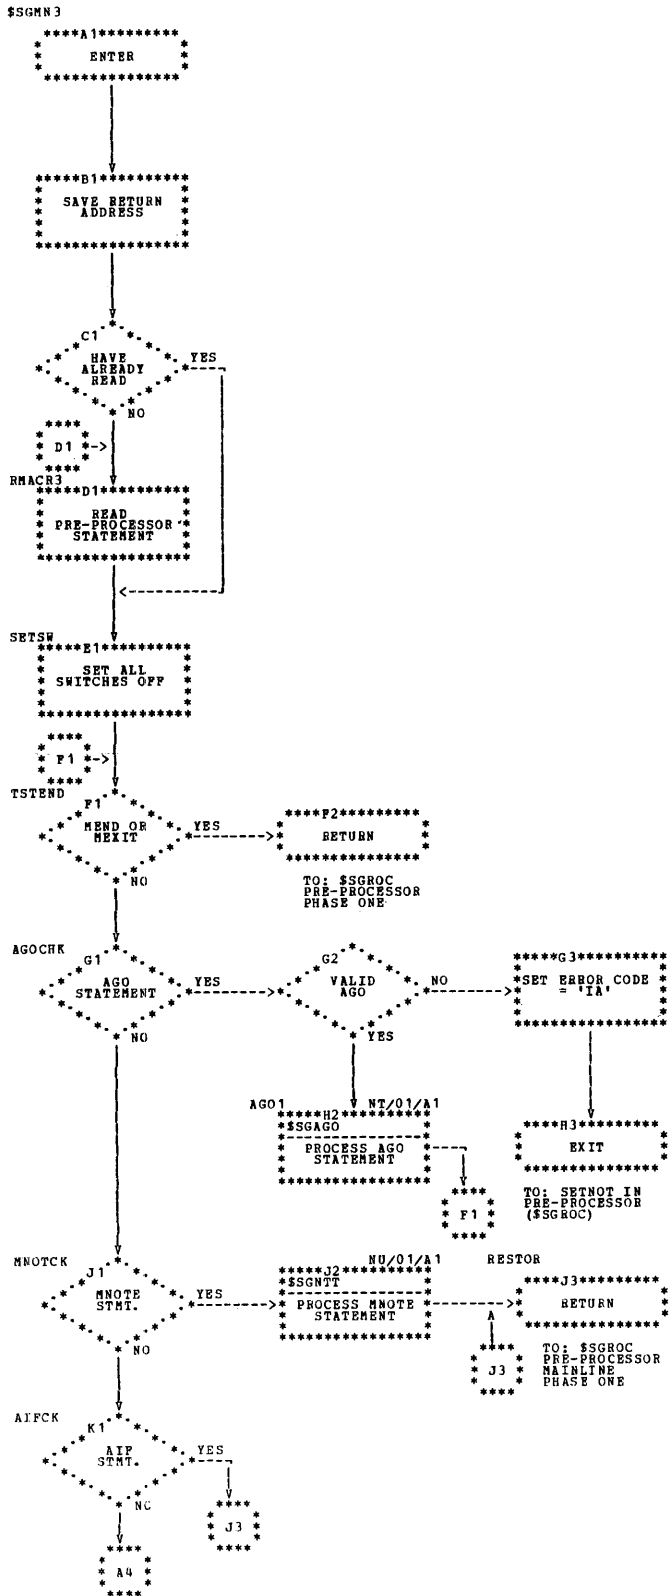 $SGMN3
A1
ENTER
B1
SAVE RETURN
ADDRESS
C1
HAVE
ALREADY
READ
YES
NO
D1
RMACR3
D1
READ
PRE-PROCESSOR
STATEMENT
SETSW
E1
SET ALL
SWITCHES OFF
F1
TSTEND
F1
MEND OR
MEXIT
YES
NO
F2
RETURN
TO: $SGROC
PRE-PROCESSOR
PHASE ONE
AGOCHK
G1
AGO
STATEMENT
YES
NO
G2
VALID
AGO
NO
YES
G3
SET ERROR CODE
= 'IA'
AGO1
NT/01/A1
H2
$SGAGO
PROCESS AGO
STATEMENT
F1
H3
EXIT
TO: SETNOT IN
PRE-PROCESSOR
($SGROC)
MNOTCK
J1
MNOTE
STMT.
YES
NO
NU/01/A1
J2
$SGNTT
PROCESS MNOTE
STATEMENT
RESTOR
J3
RETURN
J3
TO: $SGROC
PRE-PROCESSOR
MAINLINE
PHASE ONE
AIFCK
K1
AIF
STMT.
YES
NO
J3
A4